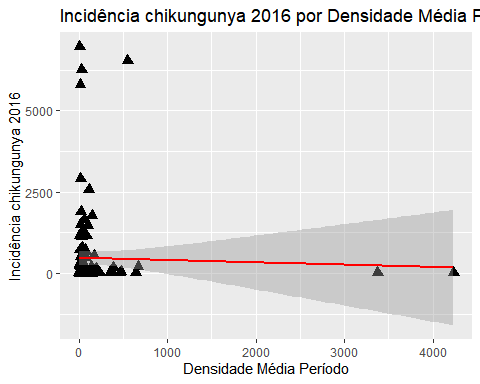 Incidência chikungunya 2016 por Densidade Média P
Incidência chikungunya 2016
5000
2500
0
0
1000
2000
3000
4000
Densidade Média Período